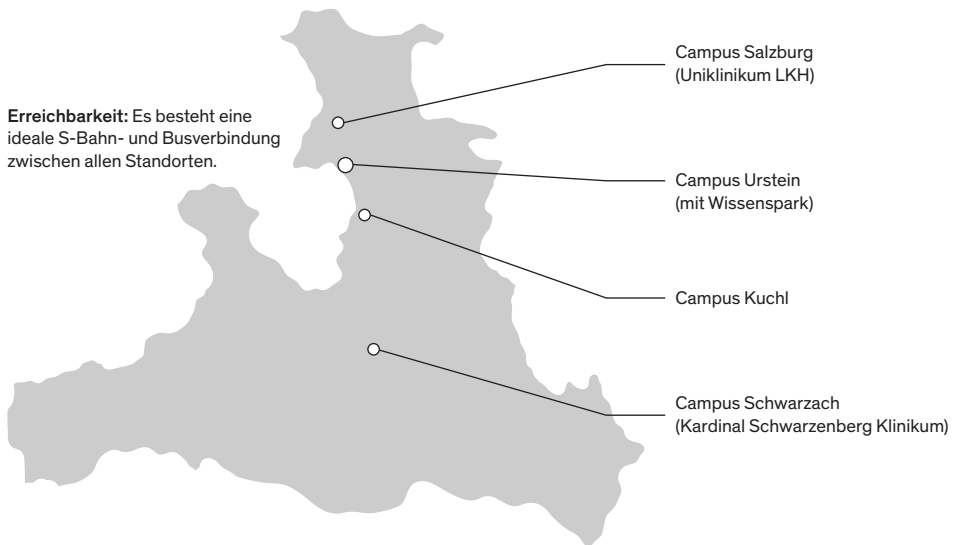 Campus Salzburg
(Uniklinikum LKH)
Erreichbarkeit: Es besteht eine
ideale S-Bahn- und Busverbindung
zwischen allen Standorten.
Campus Urstein
(mit Wissenspark)
Campus Kuchl
Campus Schwarzach
(Kardinal Schwarzenberg Klinikum)